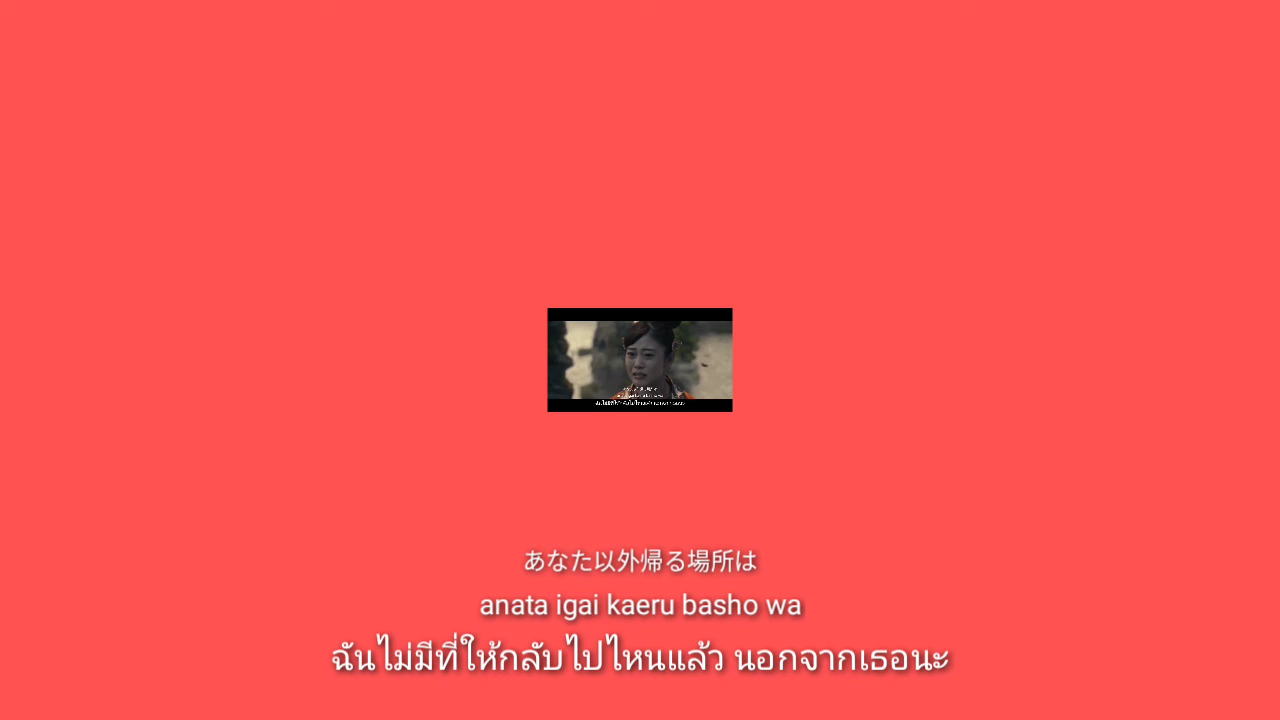 あなた以外帰る場所は
anata igai kaeru basho wa
ฉันไม่มีที่ให้กลับไปไหนแล้ว นอกจากเธอนะ